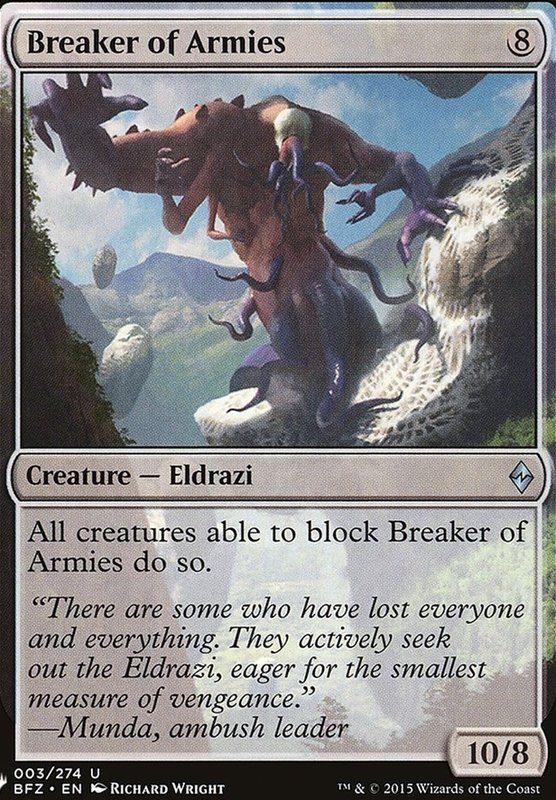 Breaker of Armies
8
Creature — Eldrazi
All creatures able to block Breaker of
Armies do so.
“There are some who have lost everyone
and everything. They actively seek
out the Eldrazi, eager for the smallest
measure of vengeance.”
—Munda, ambush leader
10/8
003/274 U
BFZ • EN Richard Wright
™ & © 2015 Wizards of the Coast